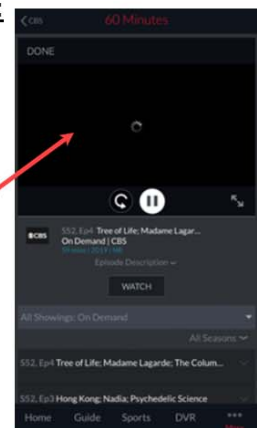 CBS
60 Minutes
DONE
CBS
S52, Ep4 Tree of Life; Madame Lagar...
On Demand | CBS
Episode Description
WATCH
All Showings: On Demand
All Seasons
S52, Ep4 Tree of Life; Madame Lagarde; The Colum...
S52, Ep3 Hong Kong; Nadia; Psychedelic Science
Home Guide Sports DVR